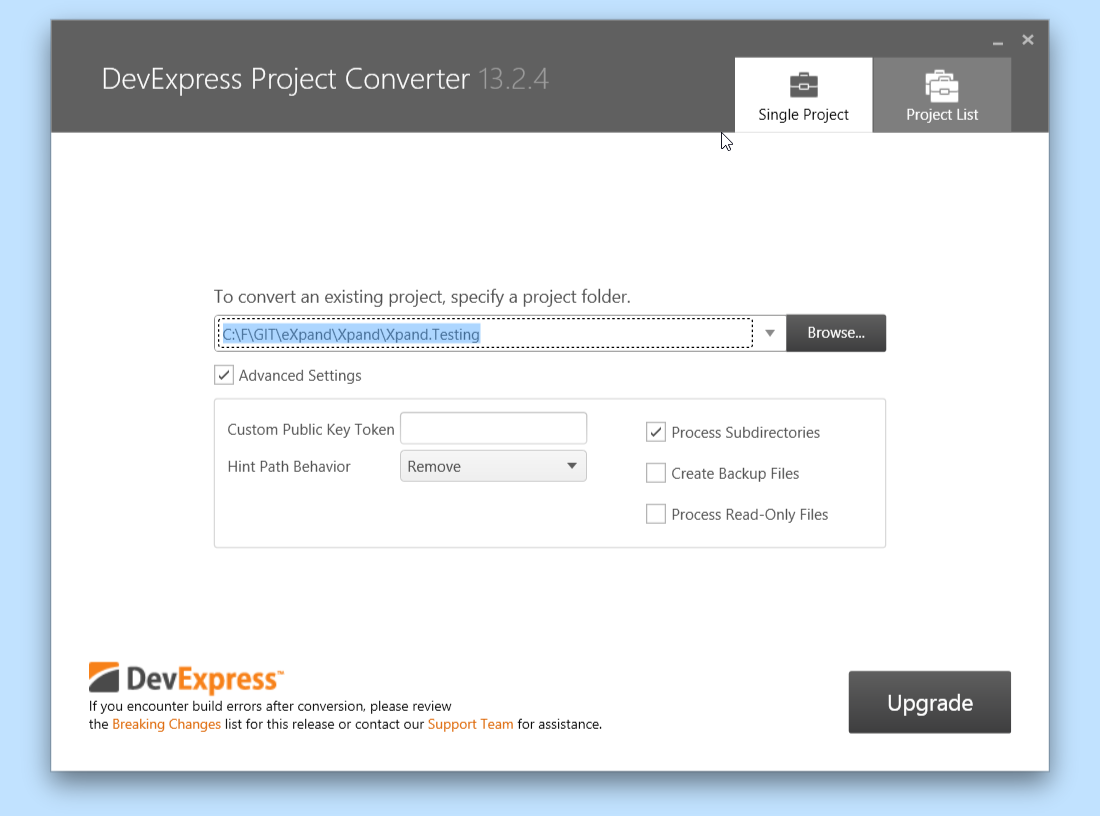 DevExpress Project Converter 13.2.4
Single Project
Project List
To convert an existing project, specify a project folder.
C:\F\GIT\eXpand\Xpand\Xpand.Testing
Browse...
Advanced Settings
Custom Public Key Token
Process Subdirectories
Hint Path Behavior
Remove
Create Backup Files
Process Read-Only Files
DevExpress™
If you encounter build errors after conversion, please review
the Breaking Changes list for this release or contact our Support Team for assistance.
Upgrade